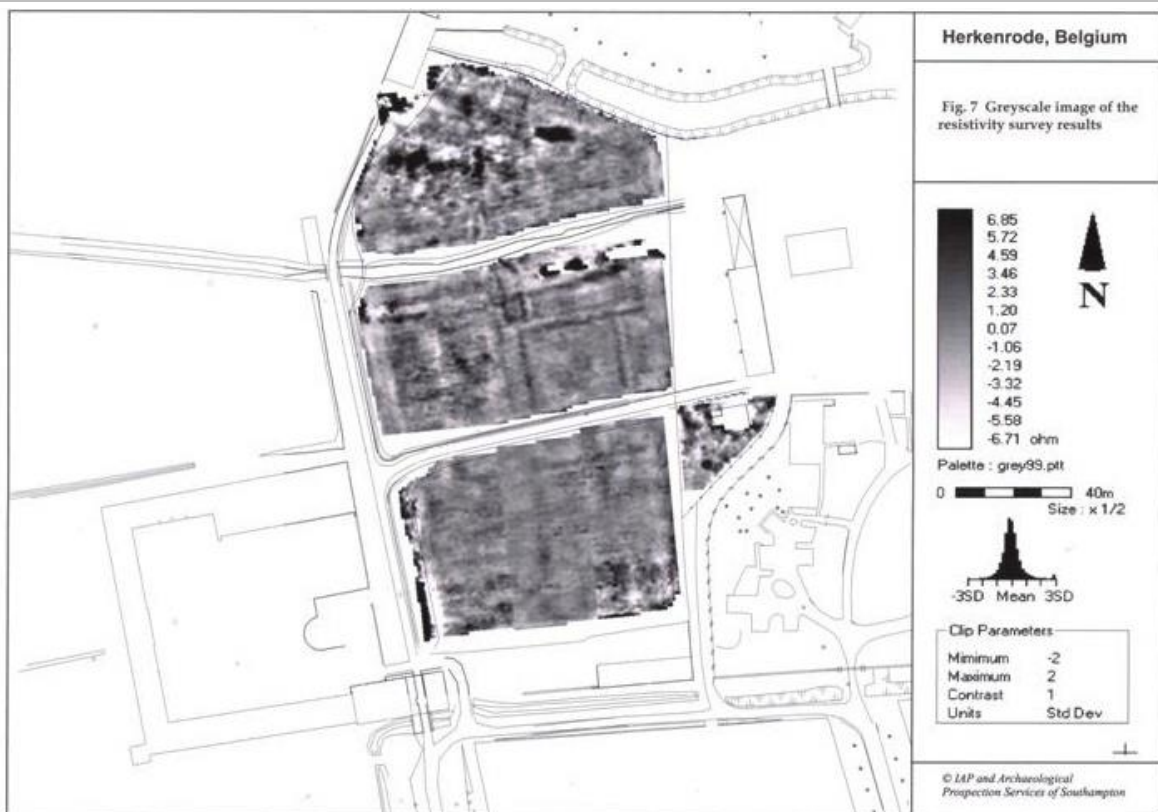 Herkenrode, Belgium
Fig. 7 Greyscale image of the
resistivity survey results
6.85
5.72
4.59
3.46
2.33
1.20
0.07
-1.06
-2.19
-3.32
-4.45
-5.58
-6.71 ohm
N
Palette : grey99.ptt
0 40m
Size : x 1/2
-3SD Mean 3SD
Clip Parameters
Mimimum -2
Maximum 2
Contrast 1
Units Std Dev
© IAP and Archaeological
Prospection Services of Southampton